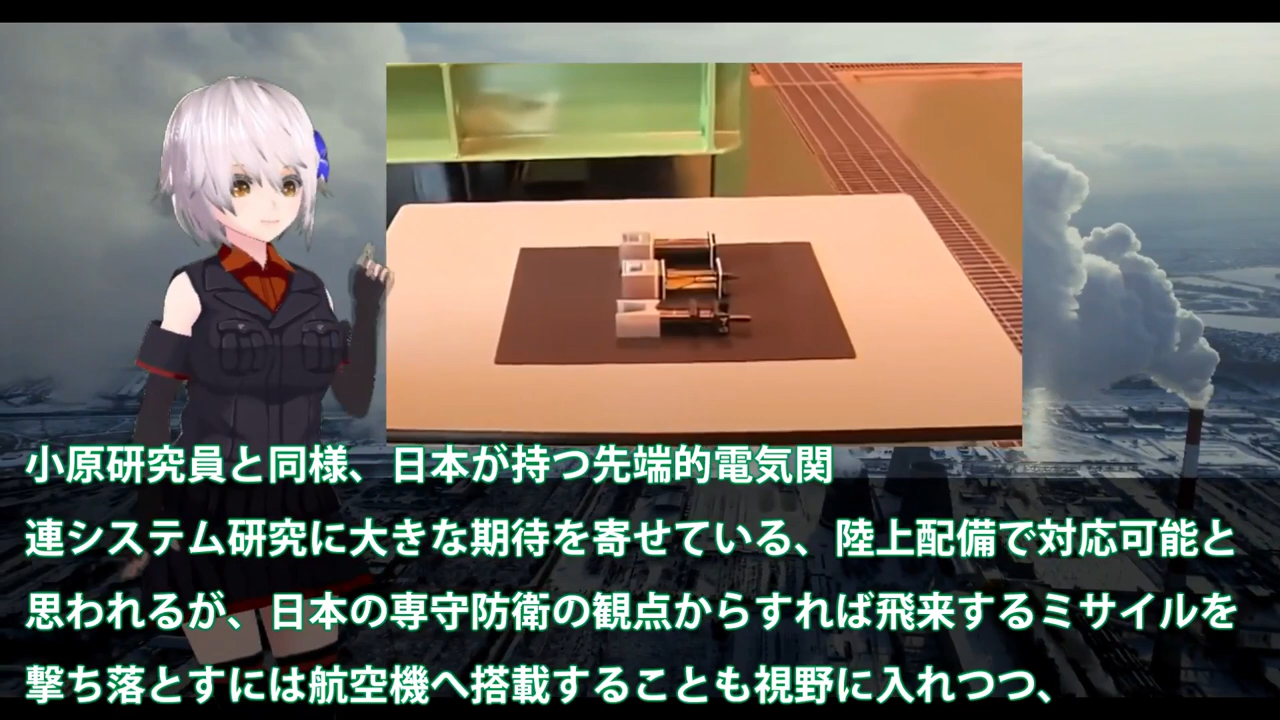 小原研究員と同様、日本が持つ先端的電気関
連システム研究に大きな期待を寄せている、陸上配備で対応可能と
思われるが、日本の専守防衛の観点からすれば飛来するミサイルを
撃ち落とすには航空機へ搭載することも視野に入れつつ、